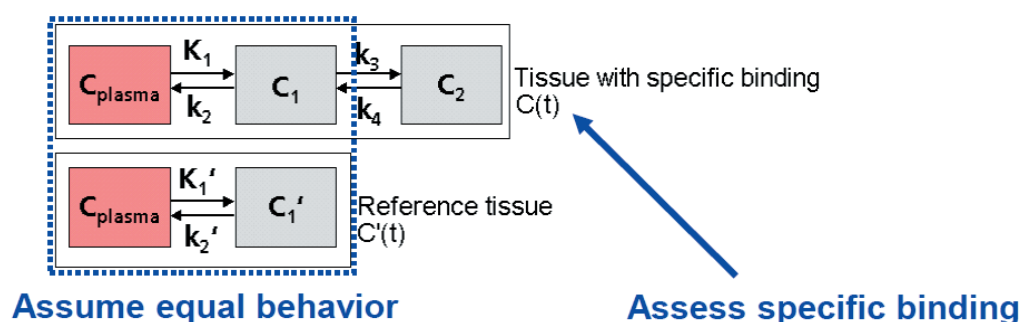 K1 k3
Cplasma C1 C2 Tissue with specific binding
k2 k4 C(t)
K1'
Cplasma C1' Reference tissue
k2' C'(t)
Assume equal behavior Assess specific binding